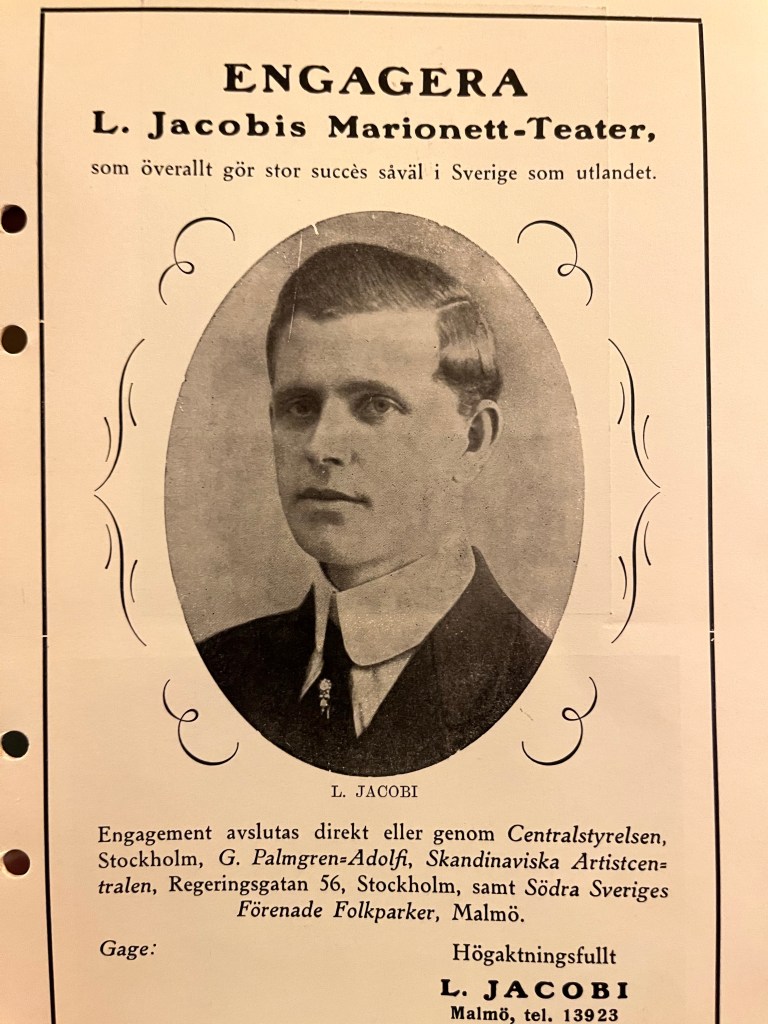 ENGAGERA
L. Jacobis Marionett-Teater,
som överallt gör stor succès såväl i Sverige som utlandet.
L. JACOBI
Engagement avslutas direkt eller genom Centralstyrelsen,
Stockholm, G. Palmgren=Adolfi, Skandinaviska Artistcen=
tralen, Regeringsgatan 56, Stockholm, samt Södra Sveriges
Förenade Folkparker, Malmö.
Gage:
Högaktningsfullt
L. JACOBI
Malmö, tel. 13923